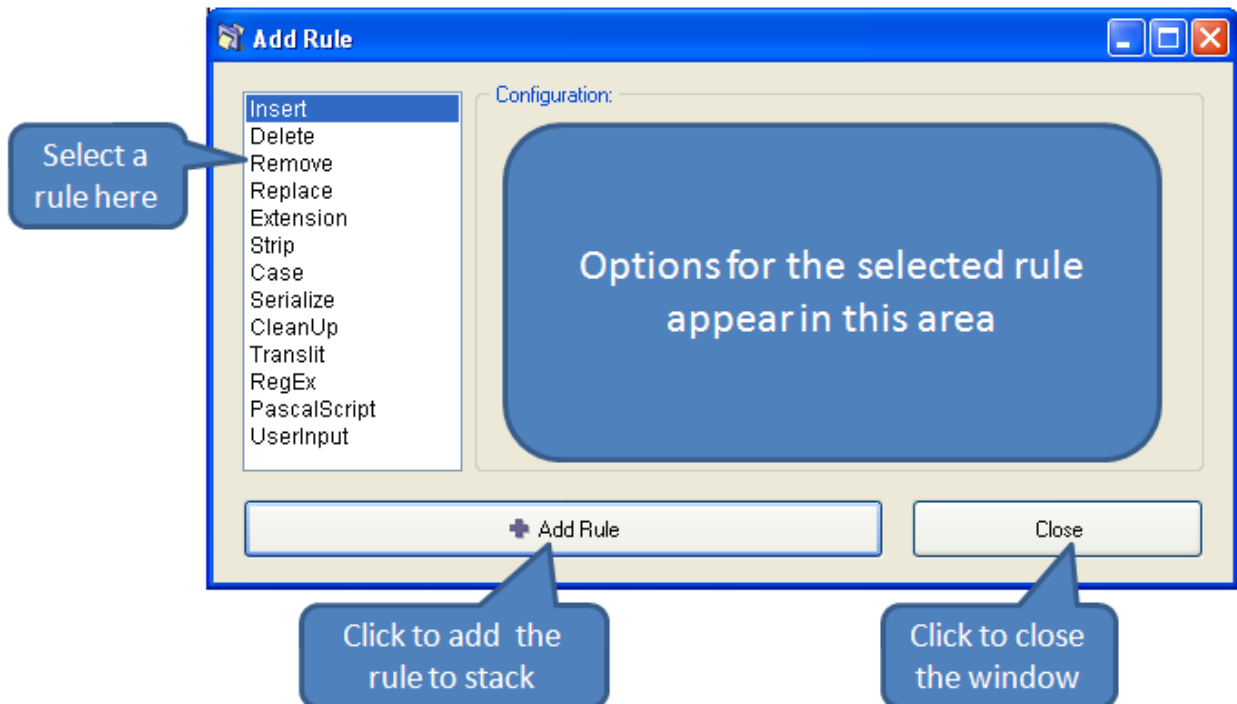 Add Rule
Configuration:
Insert
Delete
Remove
Replace
Extension
Strip
Case
Serialize
CleanUp
Translit
RegEx
PascalScript
UserInput
Select a
rule here
Options for the selected rule
appear in this area
Add Rule
Close
Click to add the
rule to stack
Click to close
the window